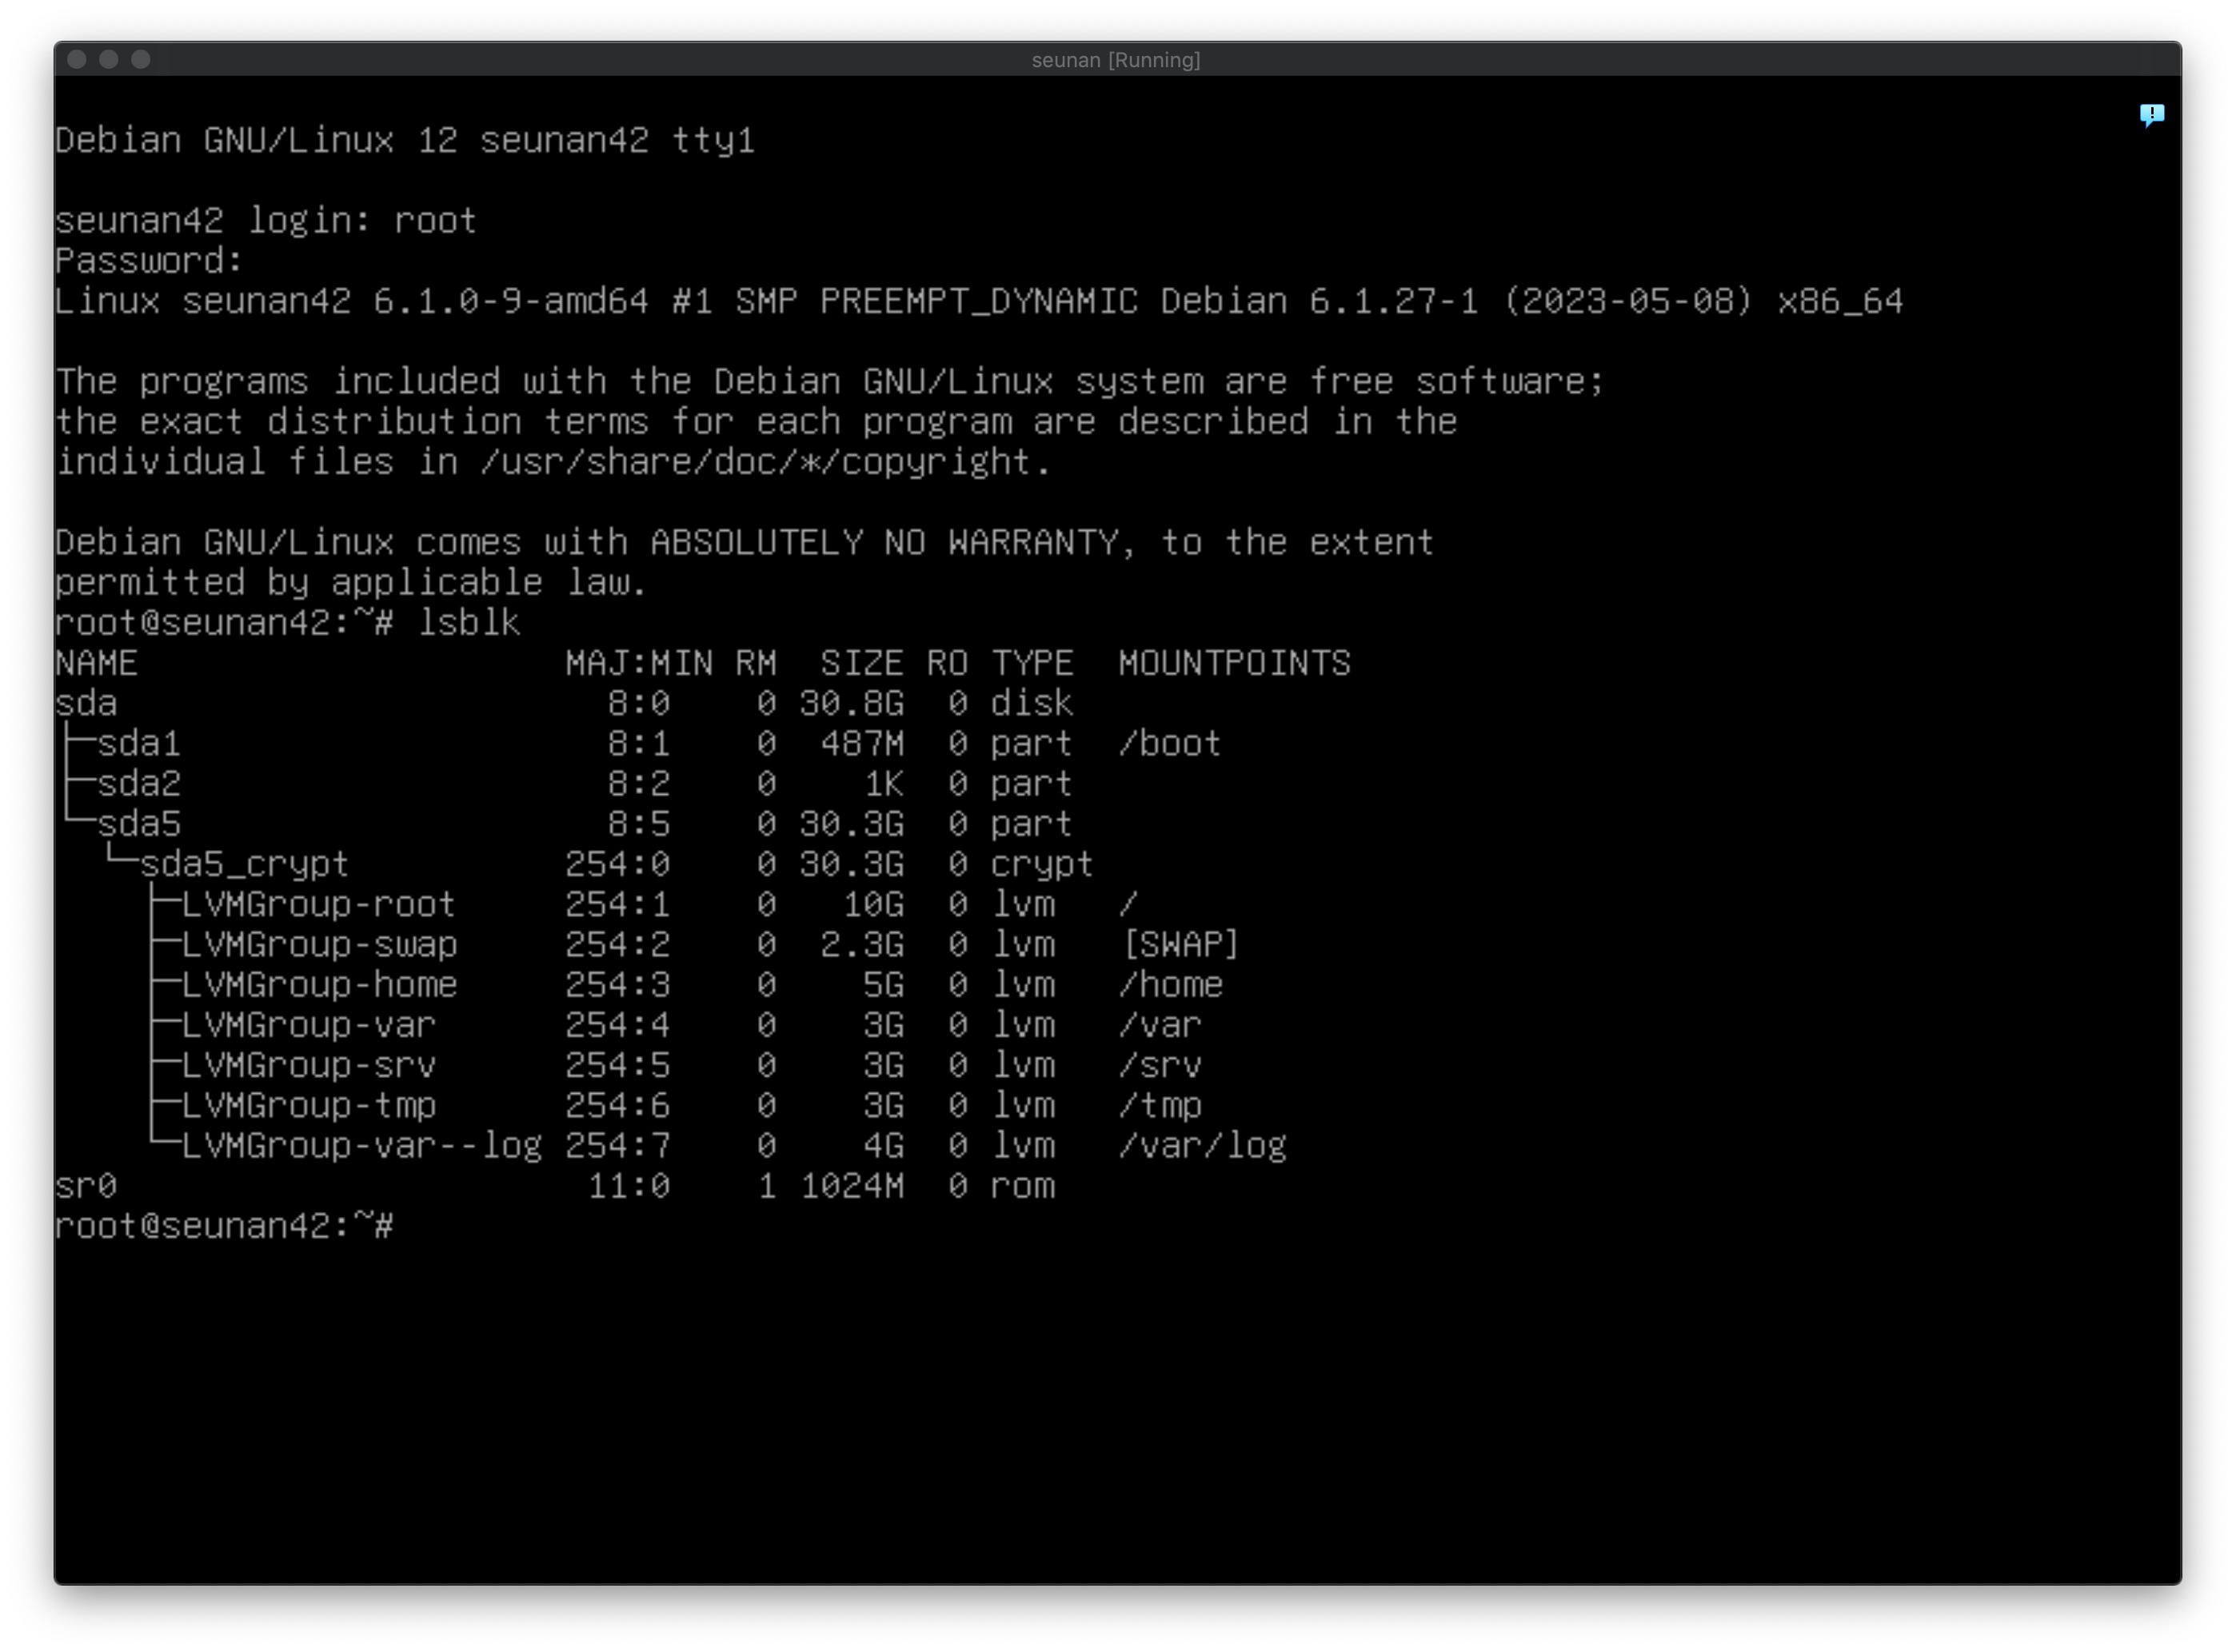 seunan [Running]
Debian GNU/Linux 12 seunan42 tty1
seunan42 login: root
Password:
Linux seunan42 6.1.0-9-amd64 #1 SMP PREEMPT_DYNAMIC Debian 6.1.27-1 (2023-05-08) x86_64
The programs included with the Debian GNU/Linux system are free software;
the exact distribution terms for each program are described in the
individual files in /usr/share/doc/*/copyright.
Debian GNU/Linux comes with ABSOLUTELY NO WARRANTY, to the extent
permitted by applicable law.
root@seunan42:~# lsblk
NAME                    MAJ:MIN RM   SIZE RO TYPE  MOUNTPOINTS
sda                       8:0    0  30.8G  0 disk
├─sda1                    8:1    0   487M  0 part  /boot
├─sda2                    8:2    0     1K  0 part
└─sda5                    8:5    0  30.3G  0 part
  └─sda5_crypt          254:0    0  30.3G  0 crypt
    ├─LVMGroup-root     254:1    0    10G  0 lvm   /
    ├─LVMGroup-swap     254:2    0   2.3G  0 lvm   [SWAP]
    ├─LVMGroup-home     254:3    0     5G  0 lvm   /home
    ├─LVMGroup-var      254:4    0     3G  0 lvm   /var
    ├─LVMGroup-srv      254:5    0     3G  0 lvm   /srv
    ├─LVMGroup-tmp      254:6    0     3G  0 lvm   /tmp
    └─LVMGroup-var--log 254:7    0     4G  0 lvm   /var/log
sr0                      11:0    1  1024M  0 rom
root@seunan42:~#